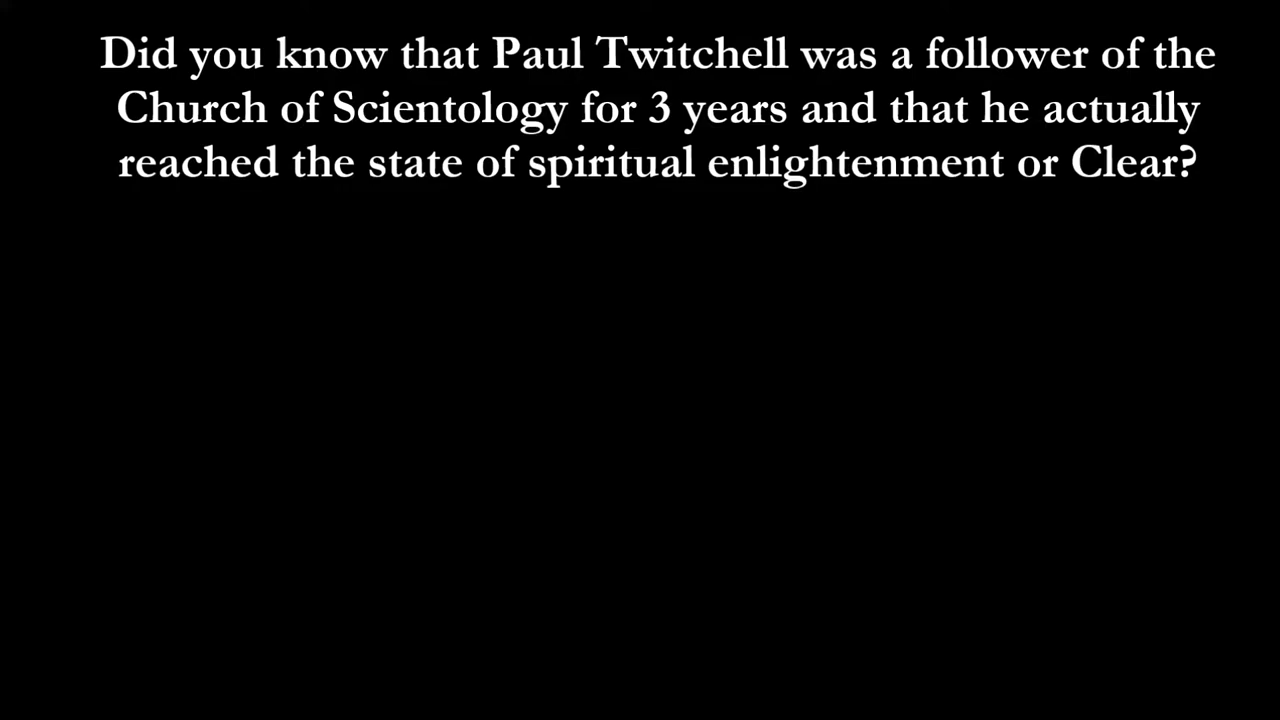 Did you know that Paul Twitchell was a follower of the
Church of Scientology for 3 years and that he actually
reached the state of spiritual enlightenment or Clear?